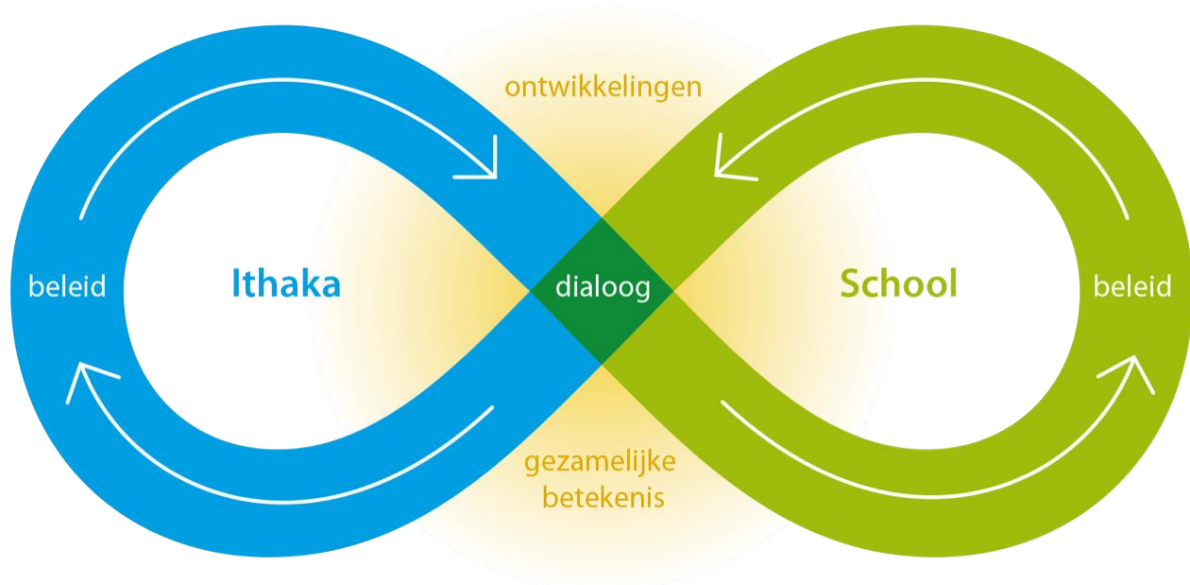 ontwikkelingen
beleid
Ithaka
dialoog
School
beleid
gezamelijke
betekenis